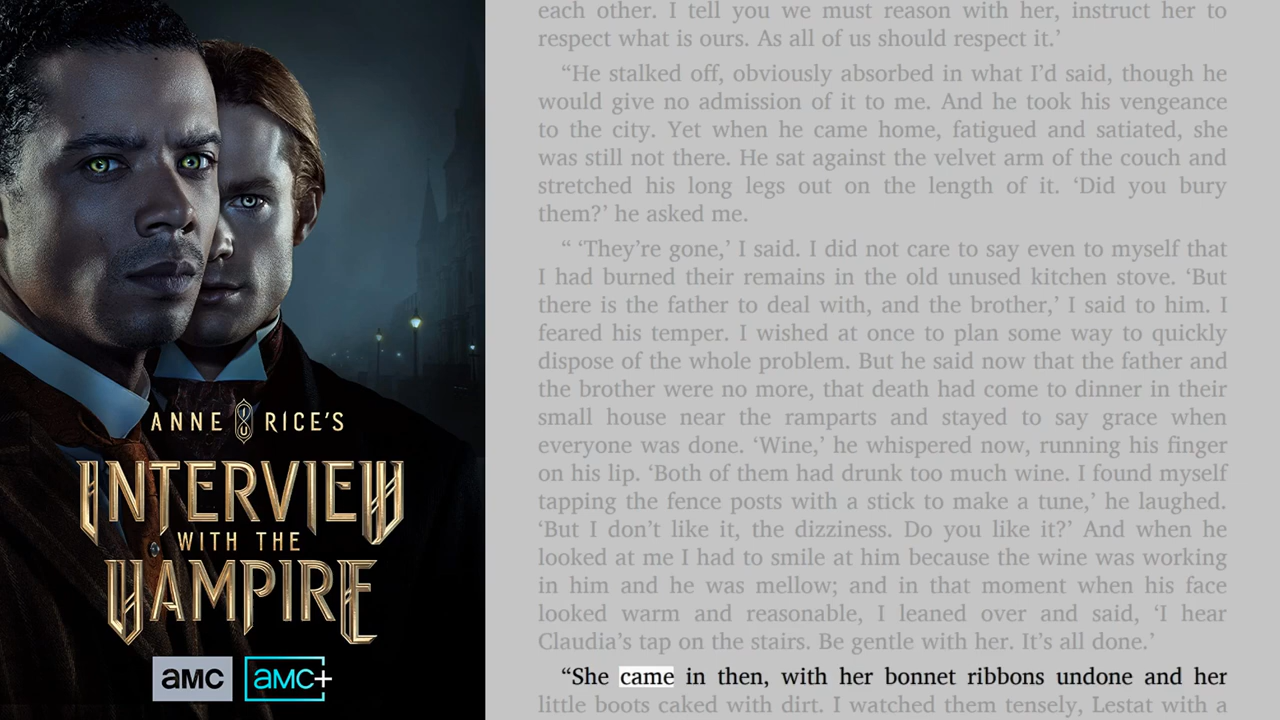 ANNE RICE'S
INTERVIEW
WITH THE
VAMPIRE
aMC
aMC+
each other. I tell you we must reason with her, instruct her to
respect what is ours. As all of us should respect it.’
“He stalked off, obviously absorbed in what I’d said, though he
would give no admission of it to me. And he took his vengeance
to the city. Yet when he came home, fatigued and satiated, she
was still not there. He sat against the velvet arm of the couch and
stretched his long legs out on the length of it. ‘Did you bury
them?’ he asked me.
“ ‘They’re gone,’ I said. I did not care to say even to myself that
I had burned their remains in the old unused kitchen stove. ‘But
there is the father to deal with, and the brother,’ I said to him. I
feared his temper. I wished at once to plan some way to quickly
dispose of the whole problem. But he said now that the father and
the brother were no more, that death had come to dinner in their
small house near the ramparts and stayed to say grace when
everyone was done. ‘Wine,’ he whispered now, running his finger
on his lip. ‘Both of them had drunk too much wine. I found myself
tapping the fence posts with a stick to make a tune,’ he laughed.
‘But I don’t like it, the dizziness. Do you like it?’ And when he
looked at me I had to smile at him because the wine was working
in him and he was mellow; and in that moment when his face
looked warm and reasonable, I leaned over and said, ‘I hear
Claudia’s tap on the stairs. Be gentle with her. It’s all done.’
“She came in then, with her bonnet ribbons undone and her
little boots caked with dirt. I watched them tensely, Lestat with a